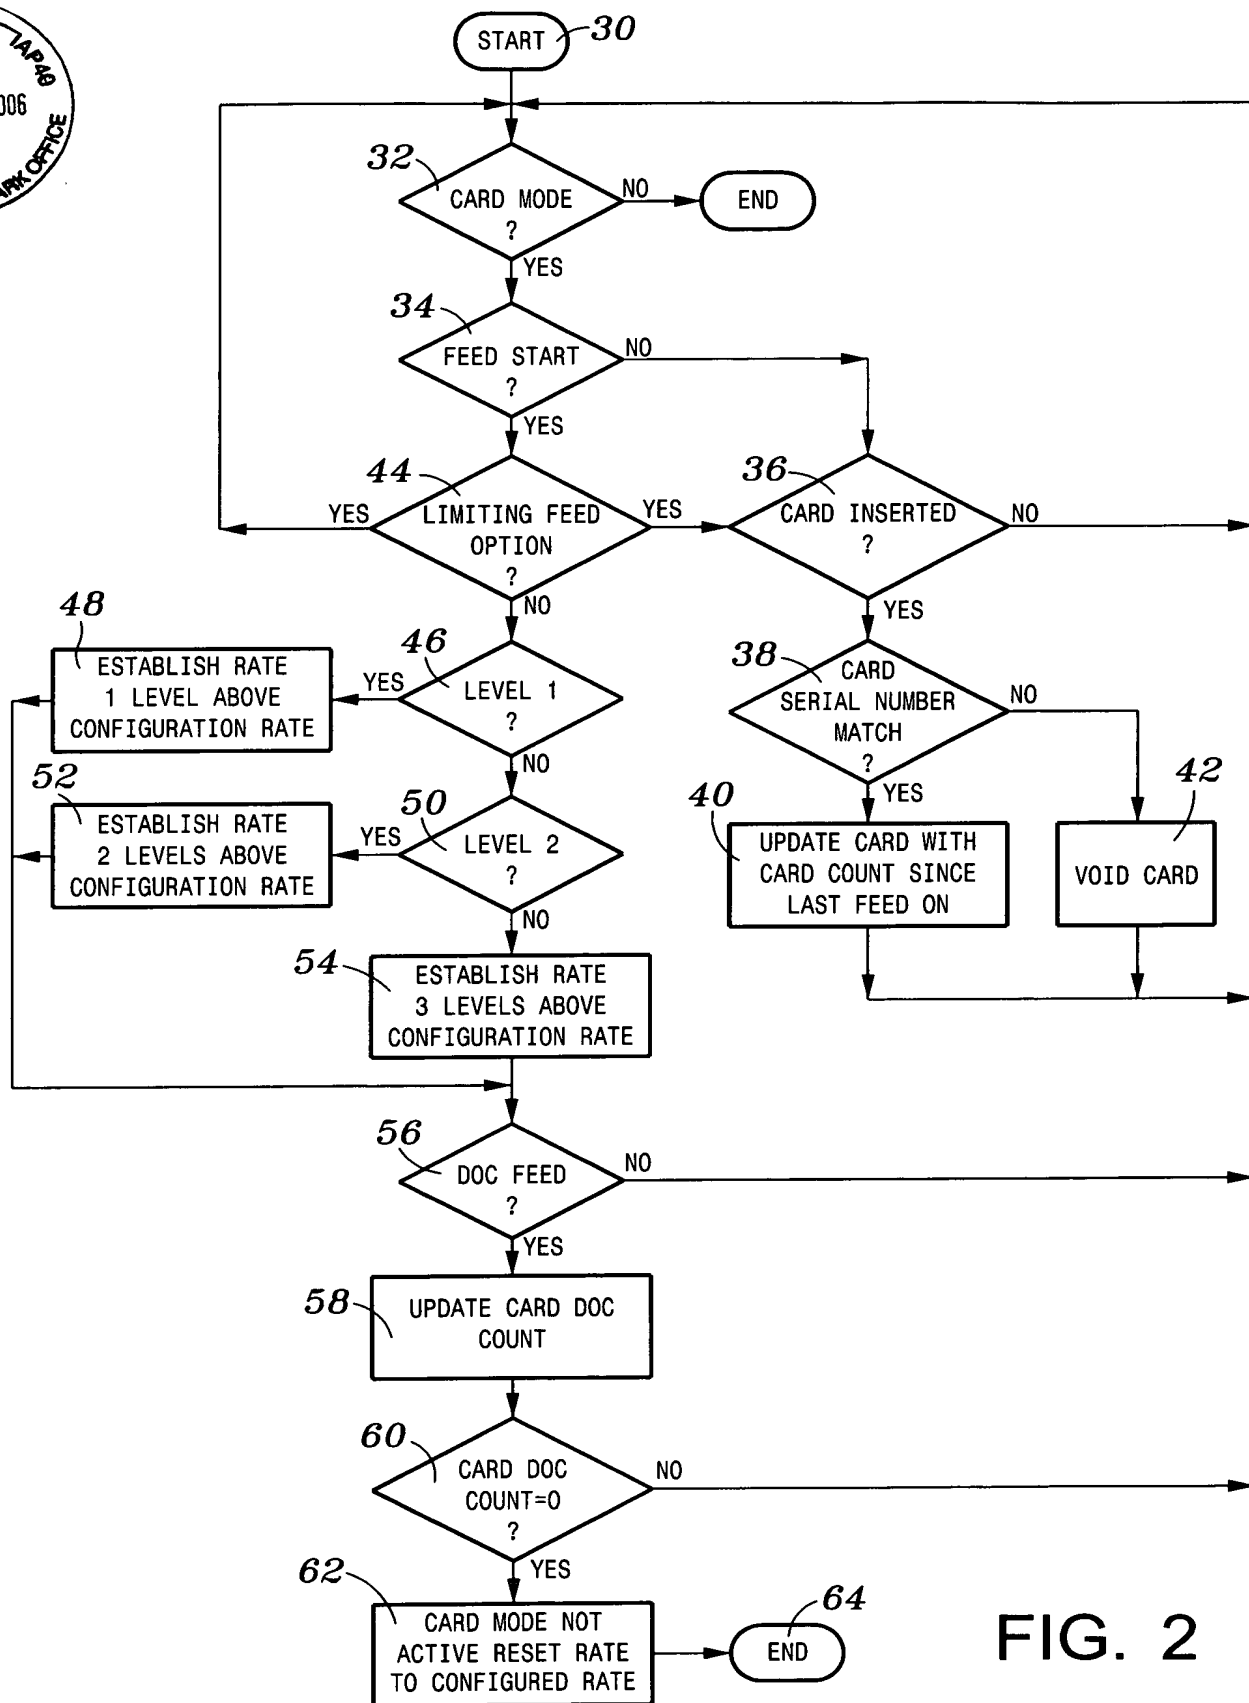 IAP40
006
ARK OFFICE
START
30
32
CARD MODE
?
NO
END
YES
34
FEED START
?
NO
YES
44
LIMITING FEED
OPTION
?
YES
YES
NO
36
CARD INSERTED
?
NO
YES
48
ESTABLISH RATE
1 LEVEL ABOVE
CONFIGURATION RATE
46
LEVEL 1
?
YES
NO
38
CARD
SERIAL NUMBER
MATCH
?
NO
YES
52
ESTABLISH RATE
2 LEVELS ABOVE
CONFIGURATION RATE
50
LEVEL 2
?
YES
NO
40
UPDATE CARD WITH
CARD COUNT SINCE
LAST FEED ON
42
VOID CARD
54
ESTABLISH RATE
3 LEVELS ABOVE
CONFIGURATION RATE
56
DOC FEED
?
NO
YES
58
UPDATE CARD DOC
COUNT
60
CARD DOC
COUNT=0
?
NO
YES
62
CARD MODE NOT
ACTIVE RESET RATE
TO CONFIGURED RATE
64
END
FIG. 2